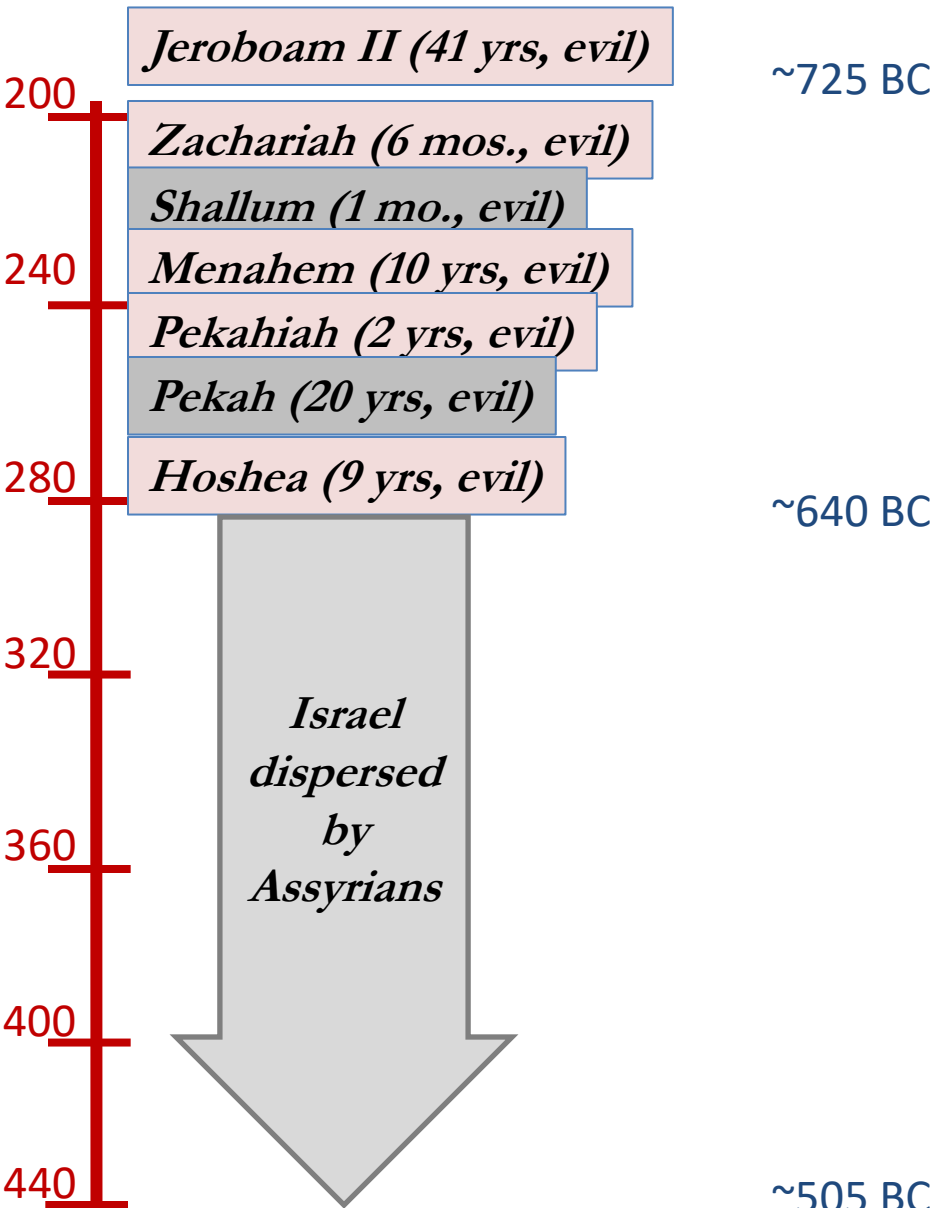 Jeroboam II (41 yrs, evil)
~725 BC
200
Zachariah (6 mos., evil)
Shallum (1 mo., evil)
240
Menahem (10 yrs, evil)
Pekahiah (2 yrs, evil)
Pekah (20 yrs, evil)
280
Hoshea (9 yrs, evil)
~640 BC
320
Israel
dispersed
by
360
Assyrians
400
440
~505 BC